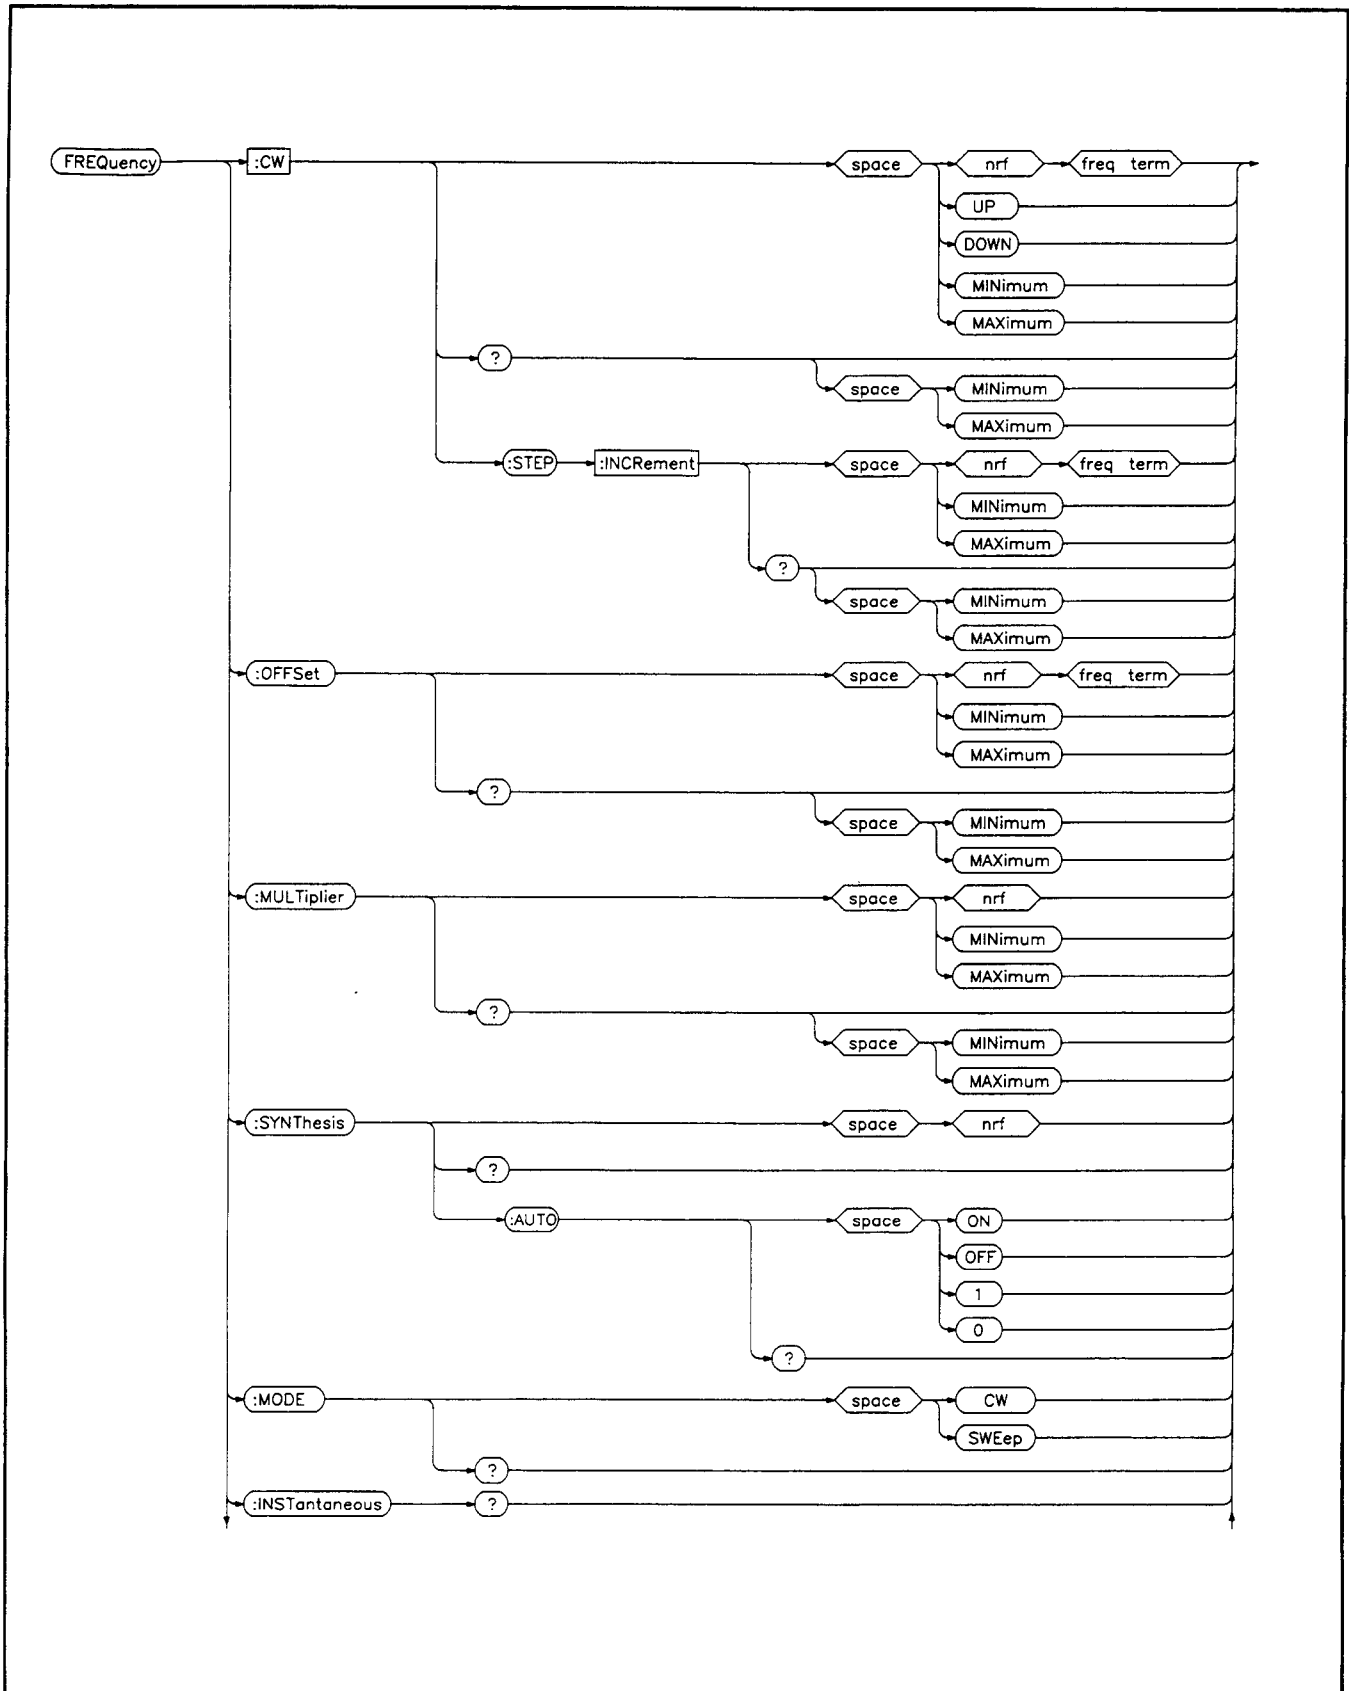 FREQuency :CW space nrf freq term
UP
DOWN
MINimum
MAXimum
?
space MINimum
MAXimum
:STEP :INCRement space nrf freq term
MINimum
MAXimum
?
space MINimum
MAXimum
:OFFSet space nrf freq term
MINimum
MAXimum
?
space MINimum
MAXimum
:MULTiplier space nrf
MINimum
MAXimum
?
space MINimum
MAXimum
:SYNThesis space nrf
?
:AUTO space ON
OFF
1
0
?
:MODE space CW
SWEep
?
:INSTantaneous ?